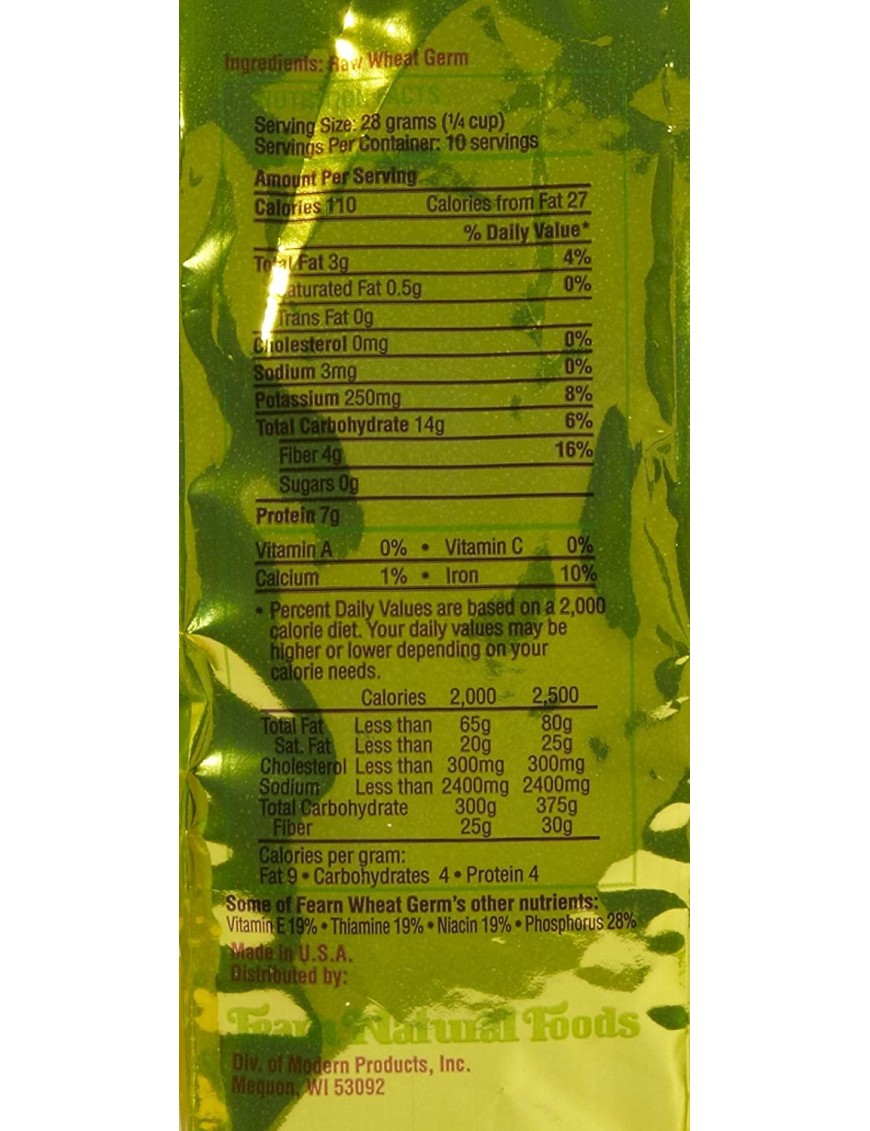 Ingredients: Raw Wheat Germ
NUTRITION FACTS
Serving Size: 28 grams (1/4 cup)
Servings Per Container: 10 servings
Amount Per Serving
Calories 110 Calories from Fat 27
% Daily Value*
Total Fat 3g 4%
Saturated Fat 0.5g 0%
Trans Fat 0g
Cholesterol 0mg 0%
Sodium 3mg 0%
Potassium 250mg 8%
Total Carbohydrate 14g 6%
Fiber 4g 16%
Sugars 0g
Protein 7g
Vitamin A 0% • Vitamin C 0%
Calcium 1% • Iron 10%
• Percent Daily Values are based on a 2,000
calorie diet. Your daily values may be
higher or lower depending on your
calorie needs.
Calories 2,000 2,500
Total Fat Less than 65g 80g
Sat. Fat Less than 20g 25g
Cholesterol Less than 300mg 300mg
Sodium Less than 2400mg 2400mg
Total Carbohydrate 300g 375g
Fiber 25g 30g
Calories per gram:
Fat 9 • Carbohydrates 4 • Protein 4
Some of Fearn Wheat Germ's other nutrients:
Vitamin E 19% • Thiamine 19% • Niacin 19% • Phosphorus 28%
Made in U.S.A.
Distributed by:
Fearn Natural Foods
Div. of Modern Products, Inc.
Mequon, WI 53092